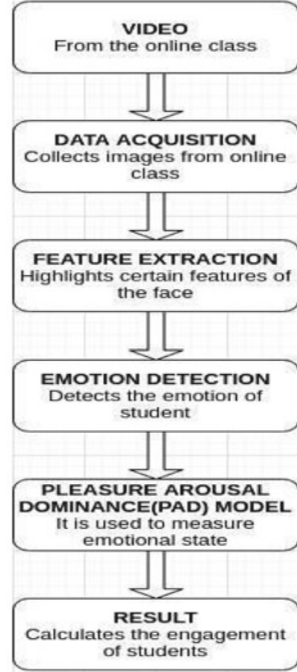 VIDEO
From the online class
DATA ACQUISITION
Collects images from online
class
FEATURE EXTRACTION
Highlights certain features of
the face
EMOTION DETECTION
Detects the emotion of
student
PLEASURE AROUSAL
DOMINANCE(PAD) MODEL
It is used to measure
emotional state
RESULT
Calculates the engagement
of students